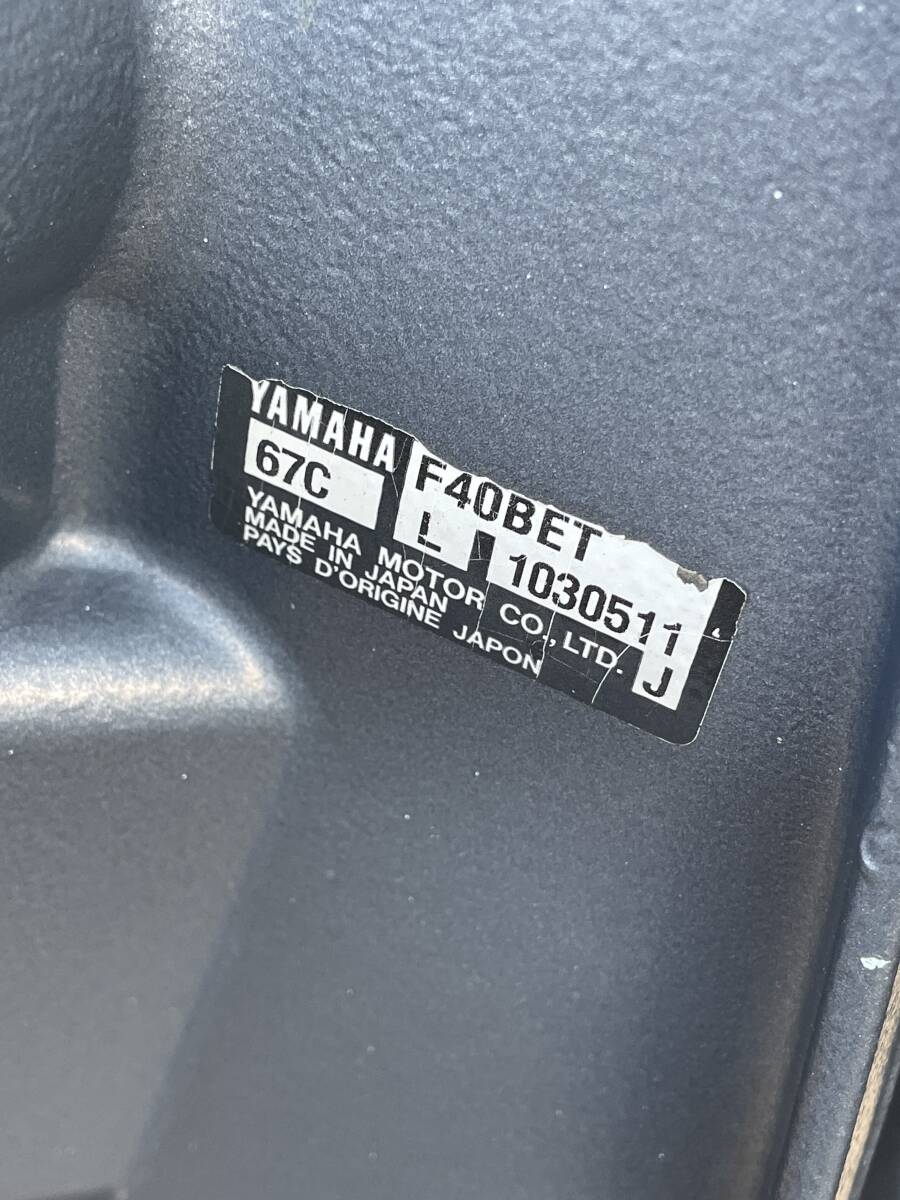 YAMAHA F40BET
67C L 1030511
YAMAHA MOTOR CO., LTD. J
MADE IN JAPAN
PAYS D'ORIGINE JAPON